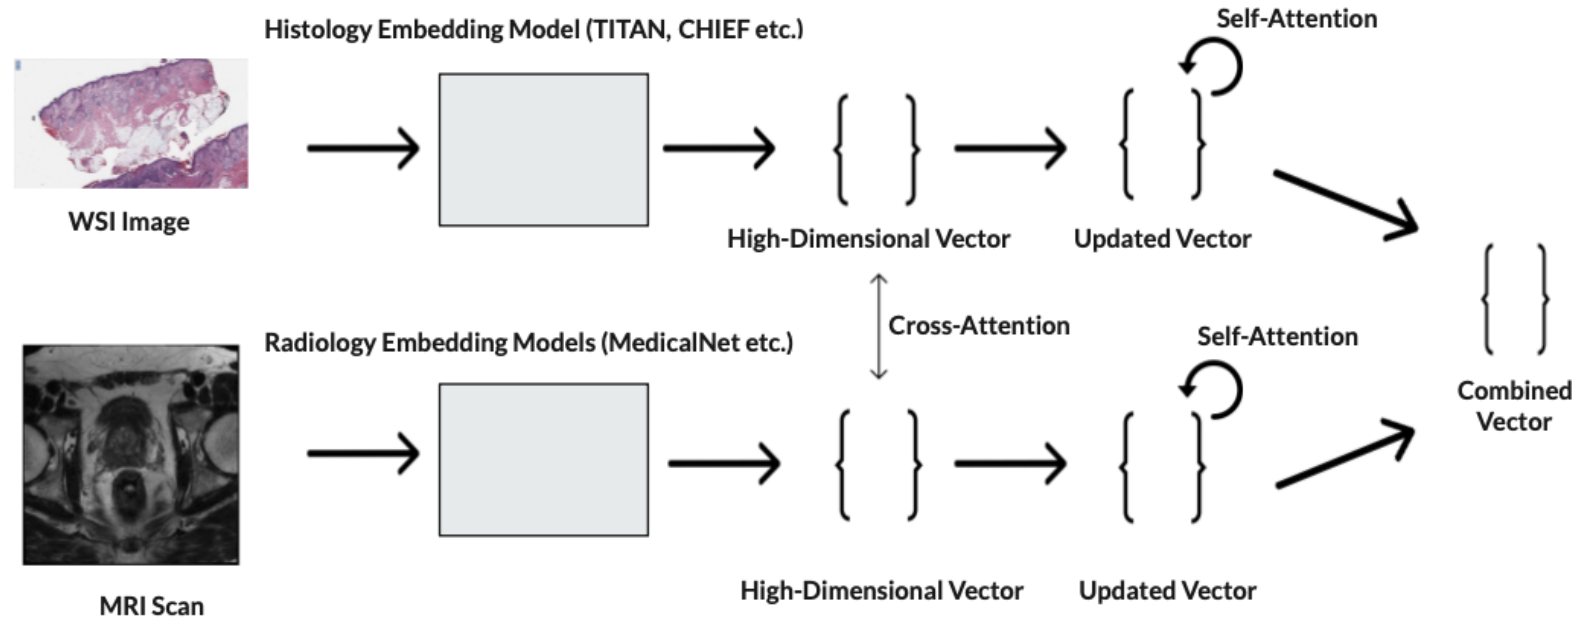 Self-Attention
Histology Embedding Model (TITAN, CHIEF etc.)
WSI Image
High-Dimensional Vector
Updated Vector
Cross-Attention
Radiology Embedding Models (MedicalNet etc.)
Self-Attention
Combined
Vector
High-Dimensional Vector
Updated Vector
MRI Scan